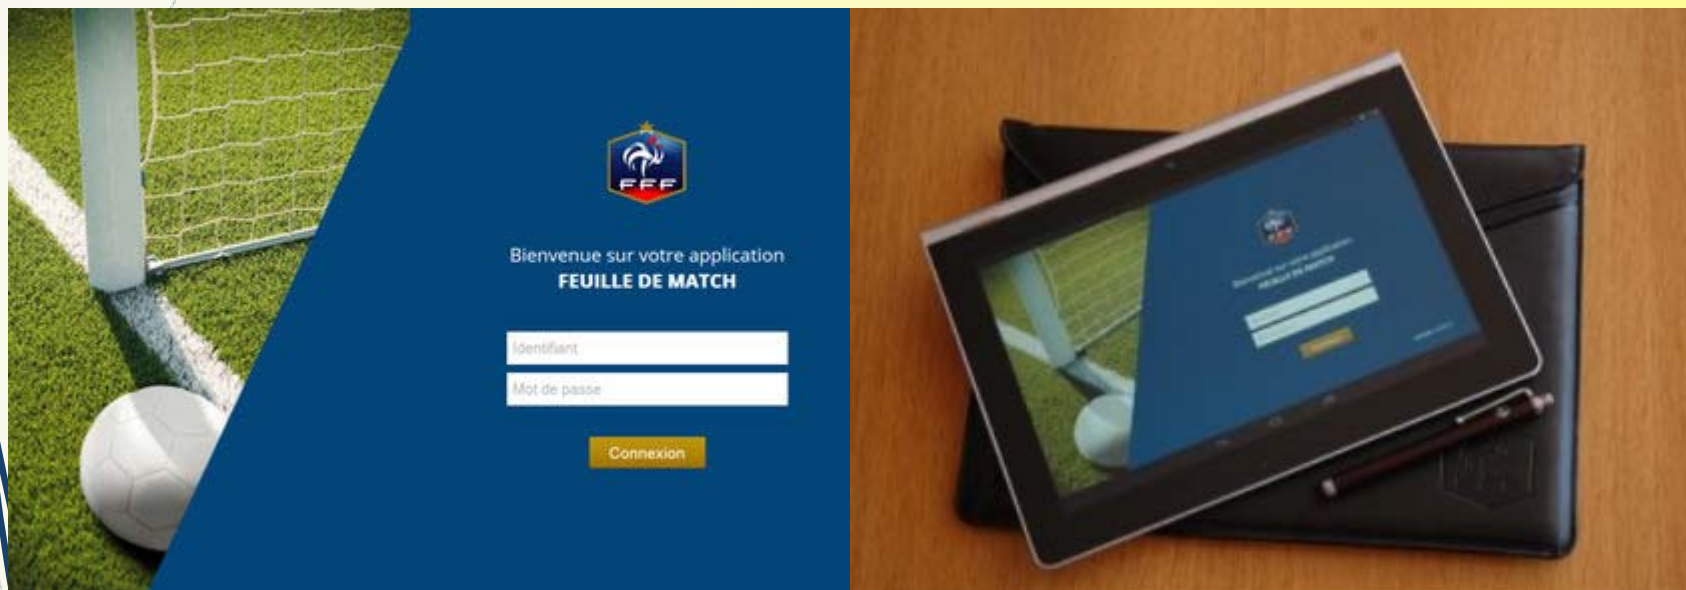 FFF
Bienvenue sur votre application
FEUILLE DE MATCH
Identifiant
Mot de passe
Connexion